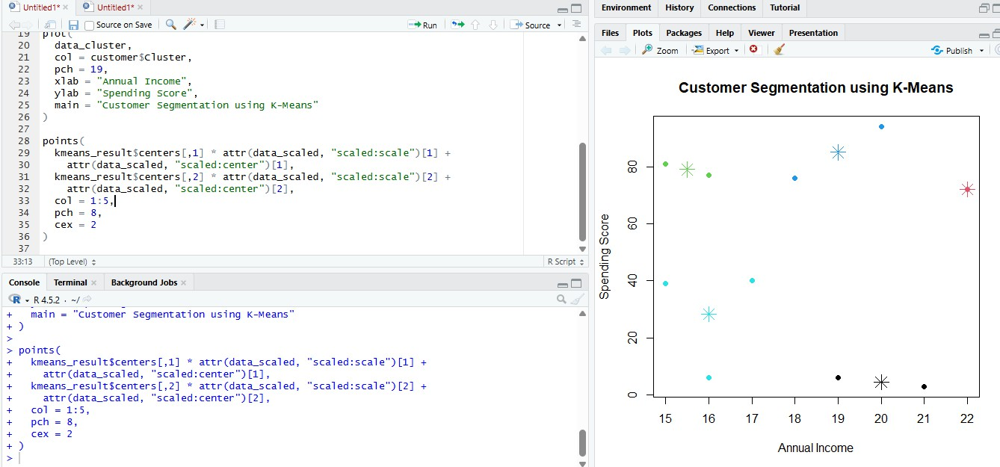 Untitled1*
Untitled1*
Source on Save
Run
Source
19 plot(
20 data_cluster,
21 col = customer$Cluster,
22 pch = 19,
23 xlab = "Annual Income",
24 ylab = "Spending Score",
25 main = "Customer Segmentation using K-Means"
26 )
27
28 points(
29 kmeans_result$centers[,1] * attr(data_scaled, "scaled:scale")[1] +
30 attr(data_scaled, "scaled:center")[1],
31 kmeans_result$centers[,2] * attr(data_scaled, "scaled:scale")[2] +
32 attr(data_scaled, "scaled:center")[2],
33 col = 1:5,
34 pch = 8,
35 cex = 2
36 )
37
33:13 (Top Level) R Script
Console Terminal Background Jobs
R 4.5.2 · ~/
+ main = "Customer Segmentation using K-Means"
+ )
>
> points(
+ kmeans_result$centers[,1] * attr(data_scaled, "scaled:scale")[1] +
+ attr(data_scaled, "scaled:center")[1],
+ kmeans_result$centers[,2] * attr(data_scaled, "scaled:scale")[2] +
+ attr(data_scaled, "scaled:center")[2],
+ col = 1:5,
+ pch = 8,
+ cex = 2
+ )
>
Environment History Connections Tutorial
Files Plots Packages Help Viewer Presentation
Zoom Export Publish
Customer Segmentation using K-Means
Spending Score
80
60
40
20
0
15 16 17 18 19 20 21 22
Annual Income